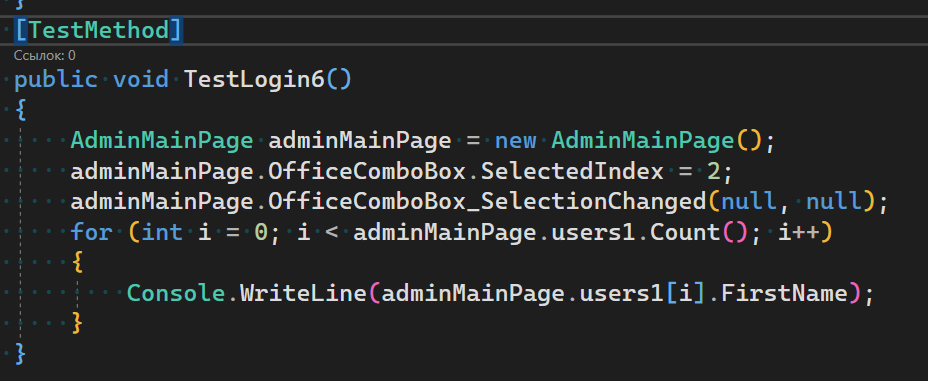 }
[TestMethod]
Ссылок: 0
public void TestLogin6()
{
AdminMainPage adminMainPage = new AdminMainPage();
adminMainPage.OfficeComboBox.SelectedIndex = 2;
adminMainPage.OfficeComboBox_SelectionChanged(null, null);
for (int i = 0; i < adminMainPage.users1.Count(); i++)
{
Console.WriteLine(adminMainPage.users1[i].FirstName);
}
}